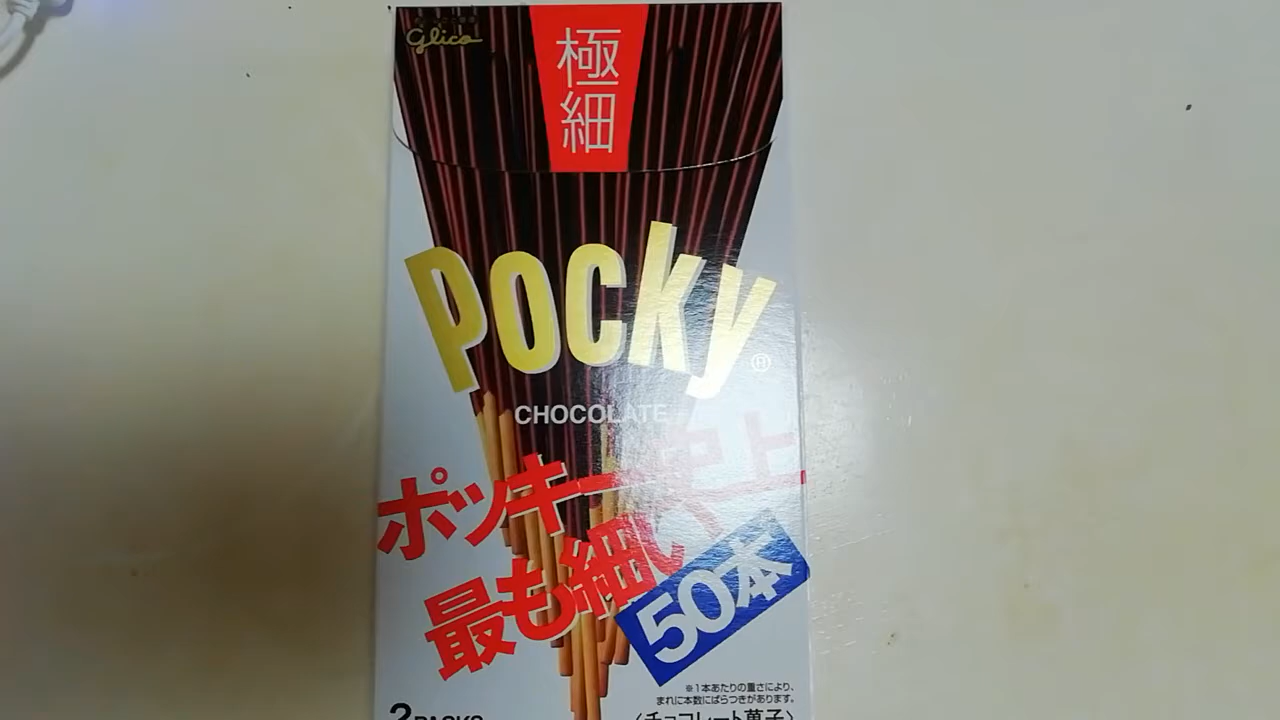 Glico
極細
Pocky
CHOCOLATE
ポッキー史上
最も細い
50本
※1本あたりの重さにより、
まれに本数にばらつきがあります。
2 PACKS
〈チョコレート菓子〉